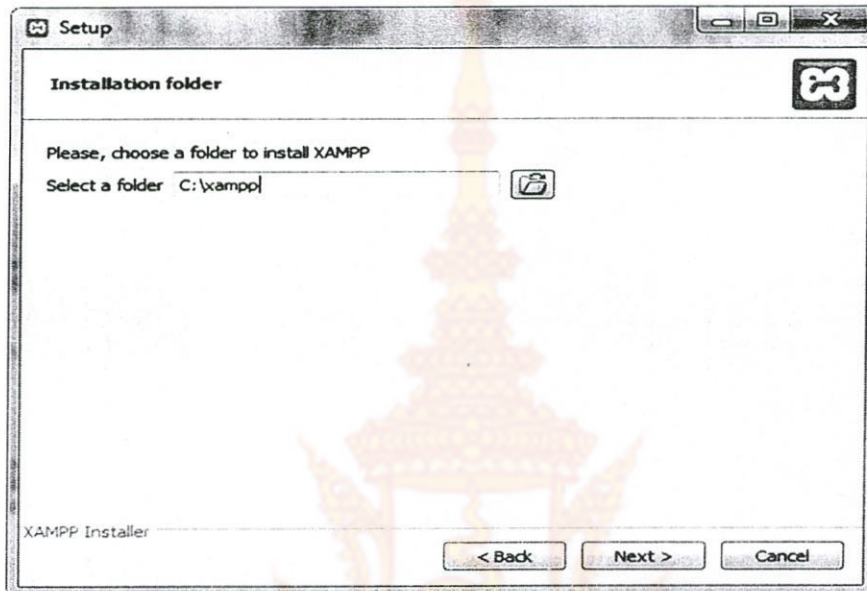 Setup
Installation folder
Please, choose a folder to install XAMPP
Select a folder C:\xampp
XAMPP Installer
< Back Next > Cancel